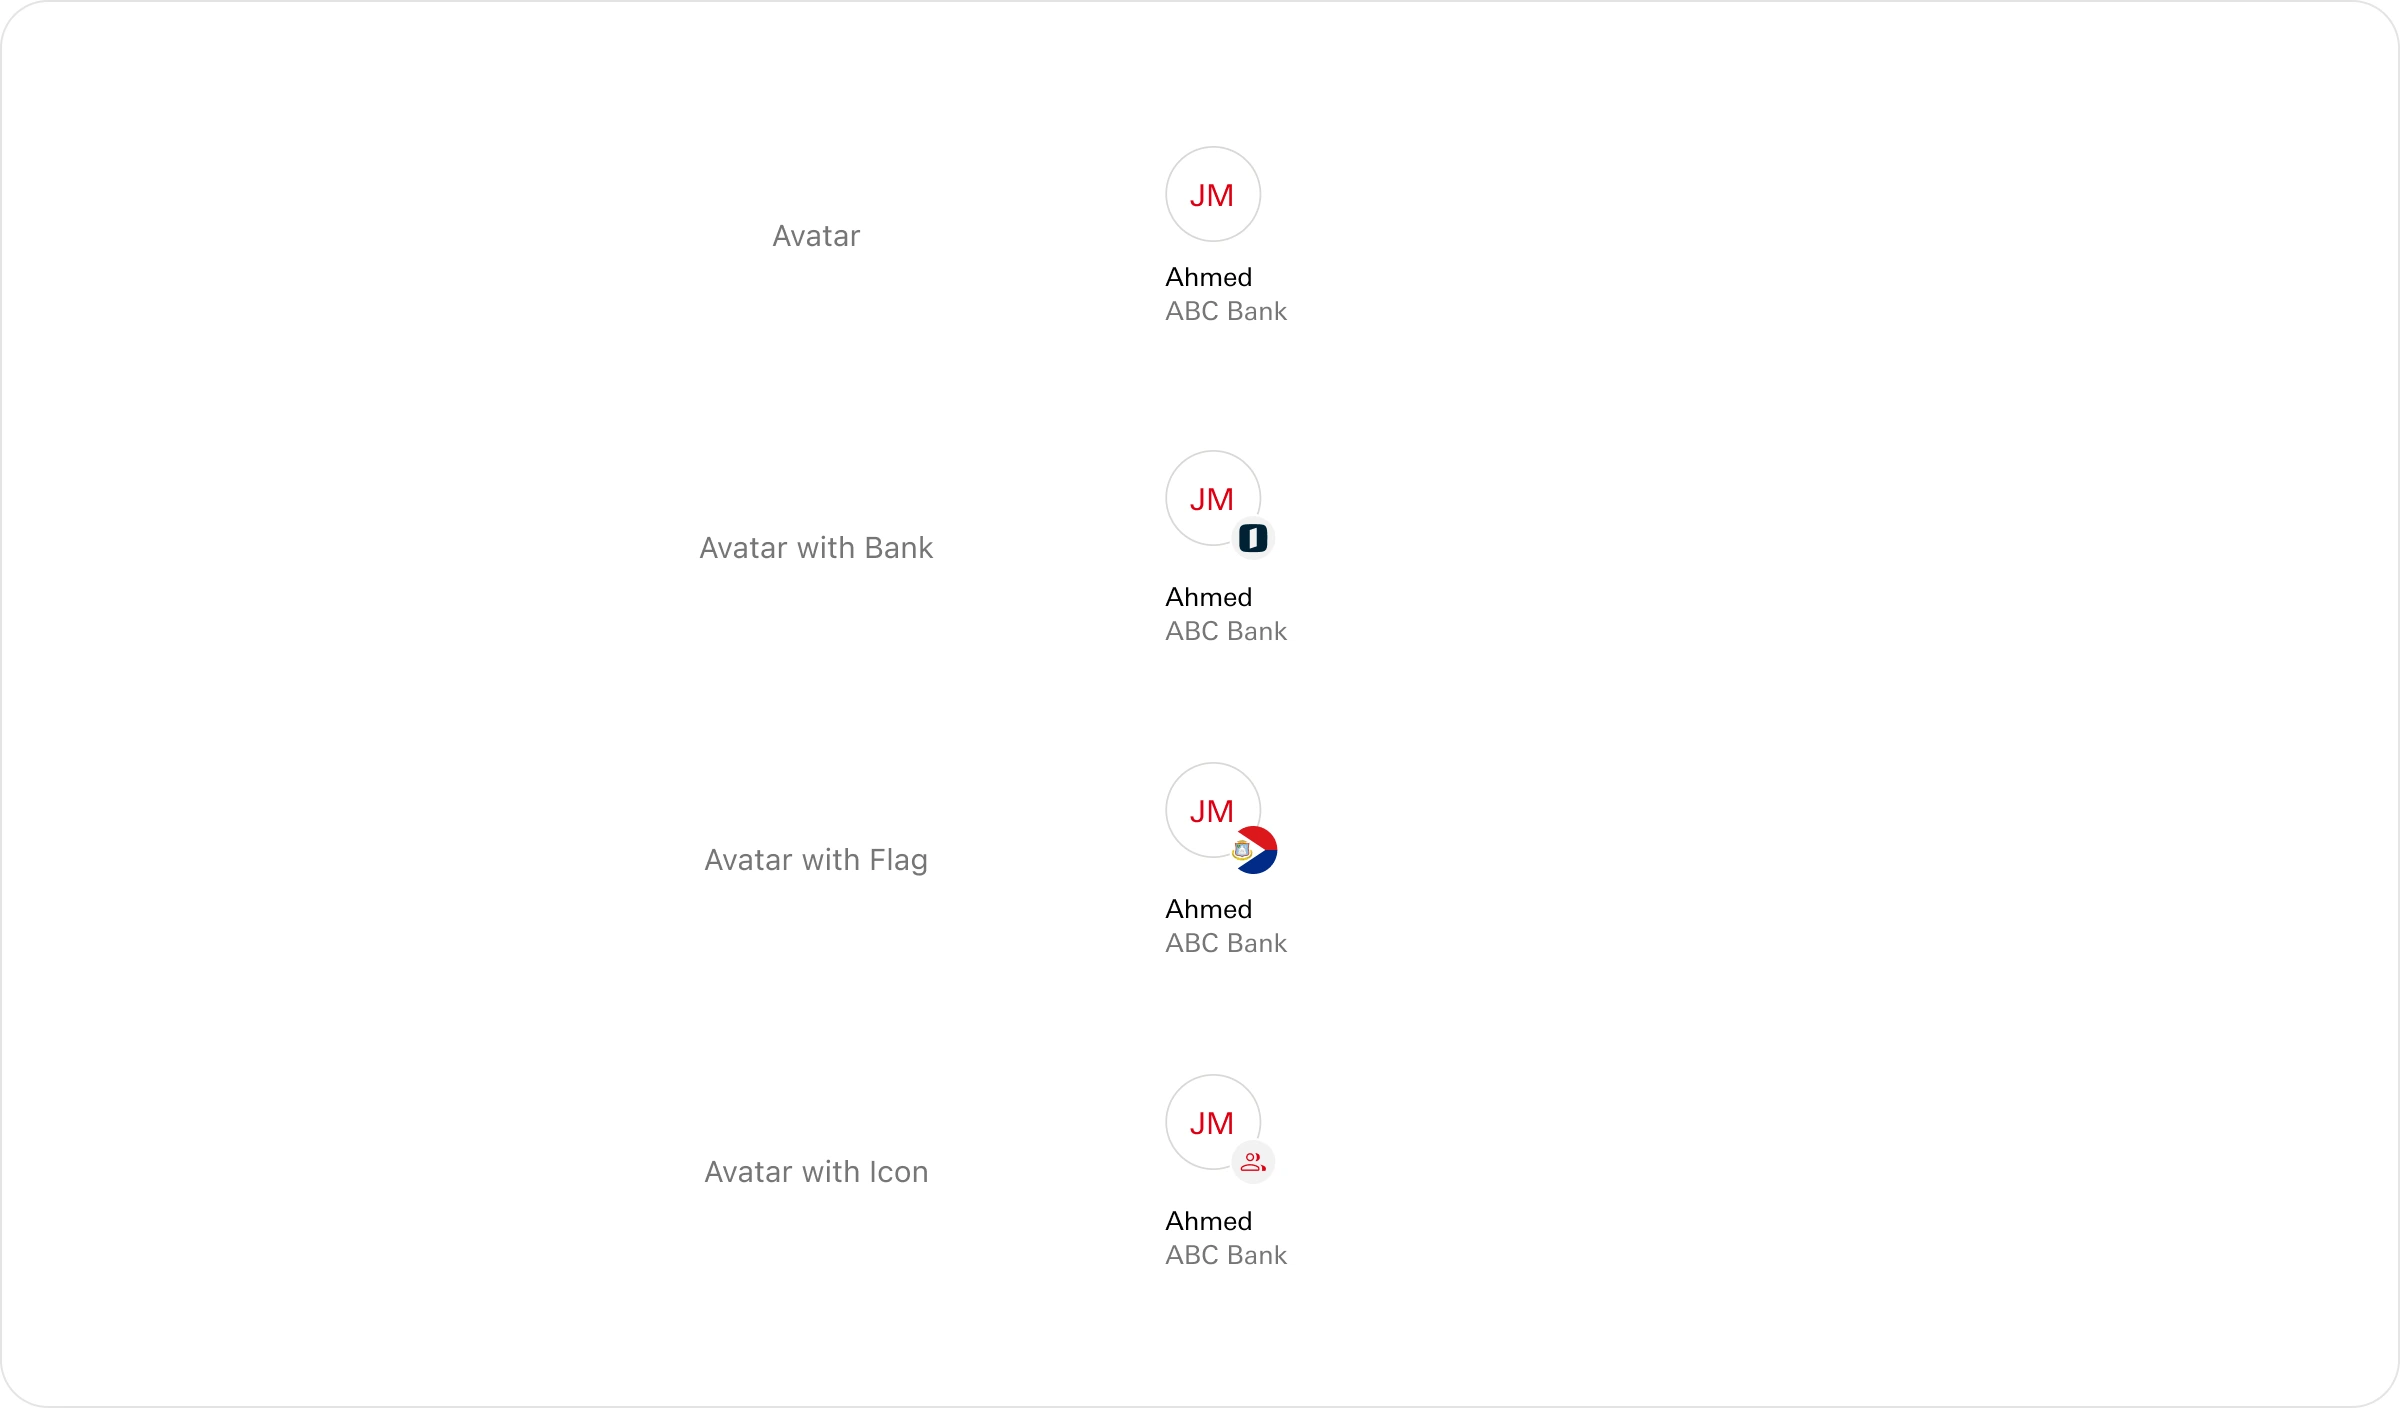 JM
Avatar
Ahmed
ABC Bank
JM
Avatar with Bank
Ahmed
ABC Bank
JM
Avatar with Flag
Ahmed
ABC Bank
JM
Avatar with Icon
Ahmed
ABC Bank